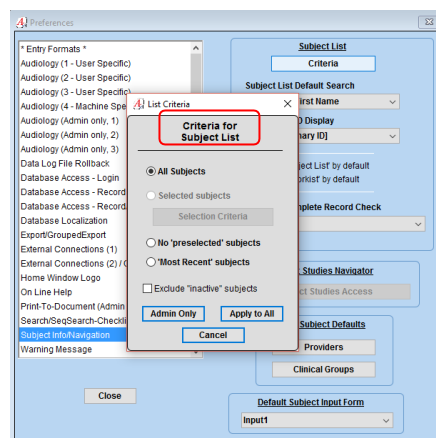 Preferences
* Entry Formats *
Audiology (1 - User Specific)
Audiology (2 - User Specific)
Audiology (3 - User Specific)
Audiology (4 - Machine Spe
Audiology (Admin only, 1)
Audiology (Admin only, 2)
Audiology (Admin only, 3)
Data Log File Rollback
Database Access - Login
Database Access - Record
Database Access - Record
Database Localization
Export/GroupedExport
External Connections (1)
External Connections (2) / C
Home Window Logo
On Line Help
Print-To-Document (Admin
Search/SeqSearch-Checkli
Subject Info/Navigation
Warning Message
Close
List Criteria
Criteria for
Subject List
All Subjects
Selected subjects
Selection Criteria
No 'preselected' subjects
'Most Recent' subjects
Exclude "inactive" subjects
Admin Only
Apply to All
Cancel
Subject List
Criteria
Subject List Default Search
irst Name
D Display
nary ID]
ject List' by default
orkist' by default
nplete Record Check
Studies Navigator
ct Studies Access
Subject Defaults
Providers
Clinical Groups
Default Subject Input Form
Input1